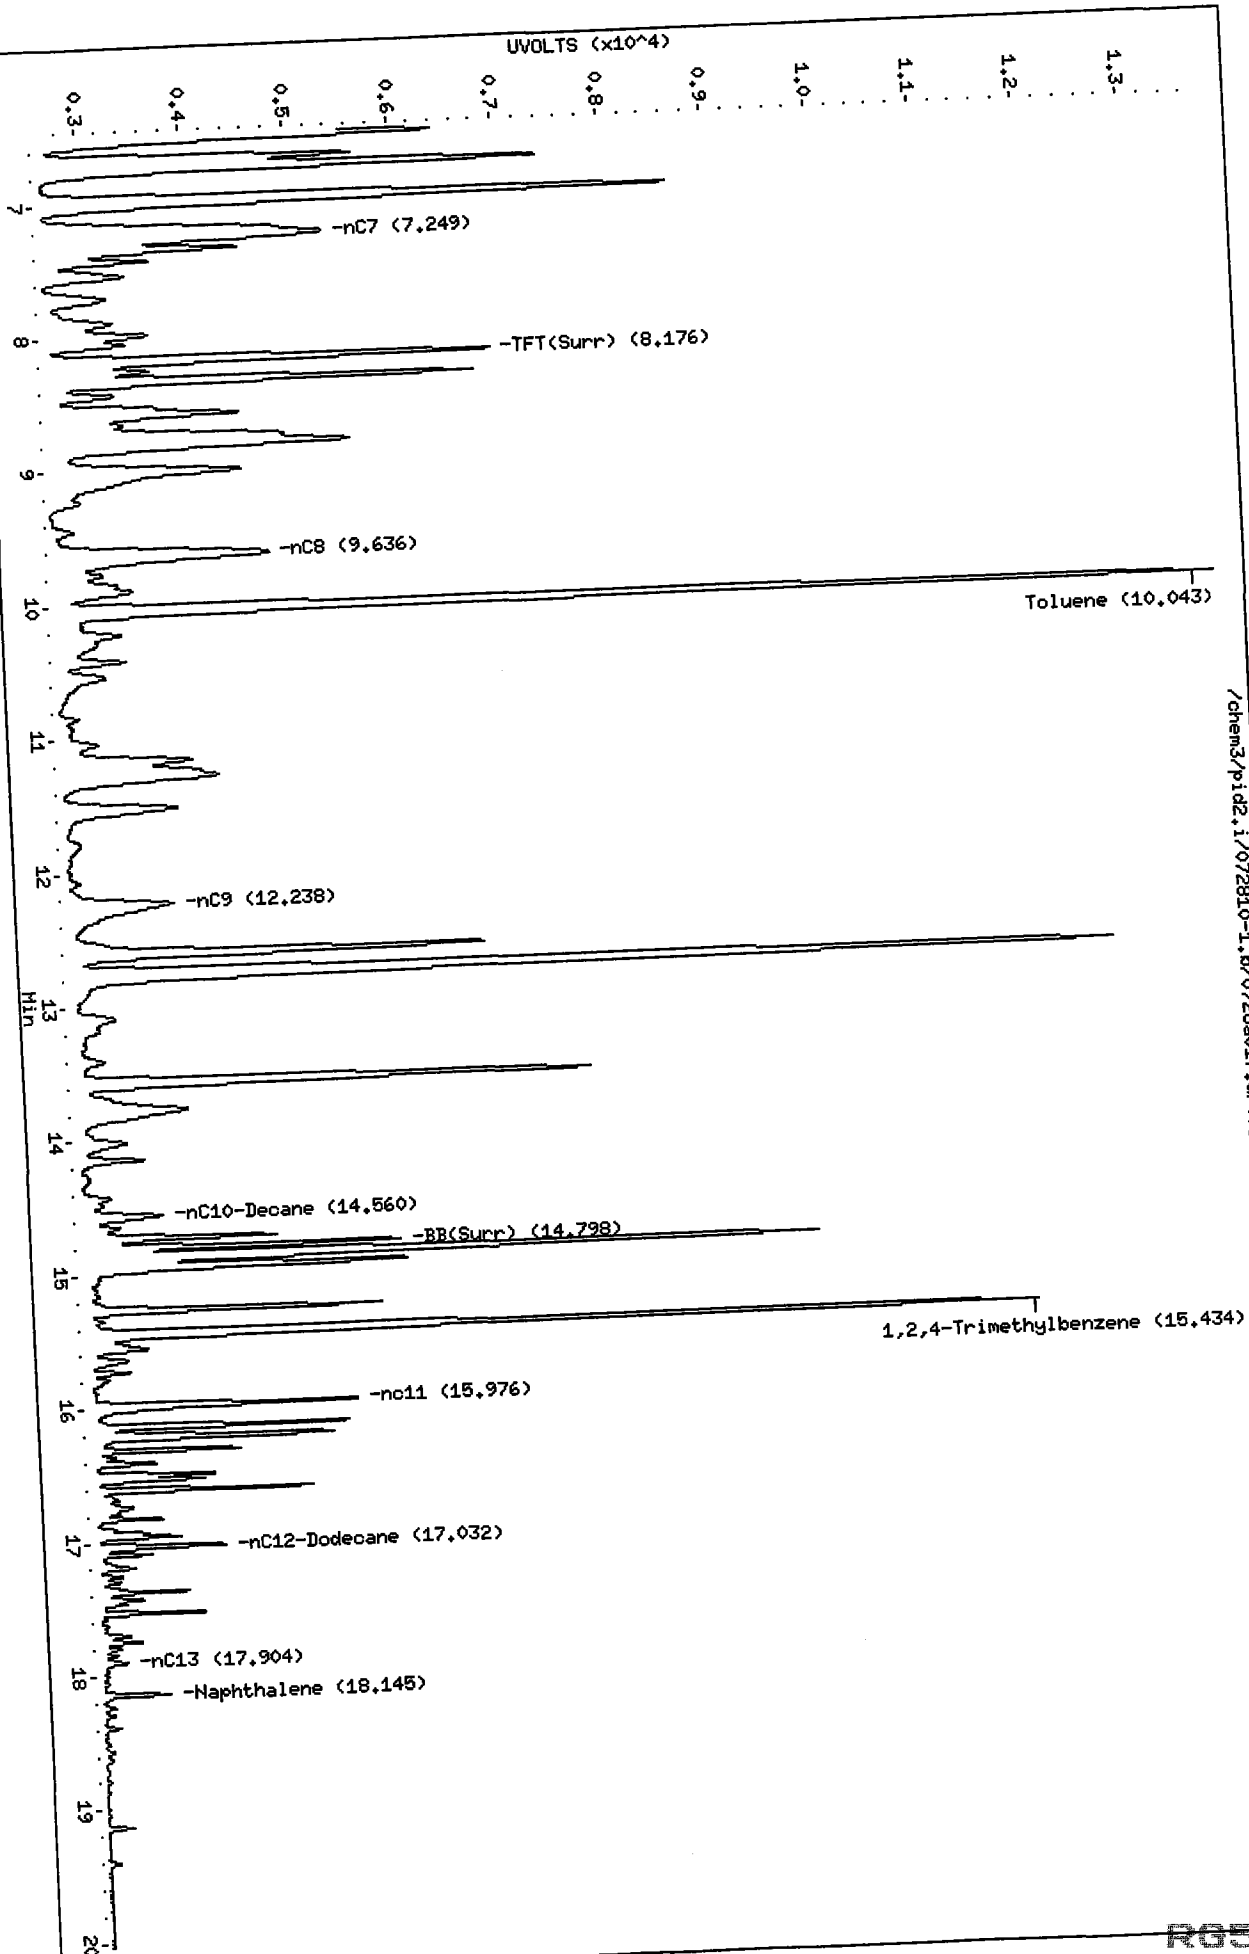 UVOLTS (x10^4)
0.3-
0.4-
0.5-
0.6-
0.7-
0.8-
0.9-
1.0-
1.1-
1.2-
1.3-
7
-nC7 (7.249)
8
-TFT(Surr) (8.176)
9
-nC8 (9.636)
10
Toluene (10.043)
11
12
-nC9 (12.238)
13
Min
14
-nC10-Decane (14.560)
-BB(Surr) (14.798)
15
1,2,4-Trimethylbenzene (15.434)
-nc11 (15.976)
16
17
-nC12-Dodecane (17.032)
-nC13 (17.904)
18
-Naphthalene (18.145)
19
RG5